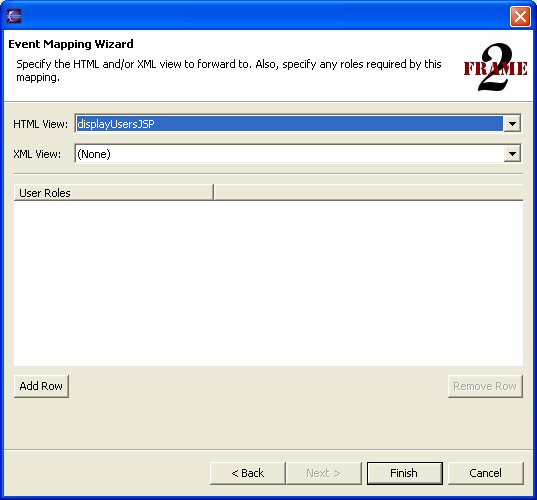 Event Mapping Wizard
Specify the HTML and/or XML view to forward to. Also, specify any roles required by this
mapping.
FRAME
2
HTML View: displayUsersJSP
XML View: (None)
User Roles
Add Row Remove Row
< Back Next > Finish Cancel